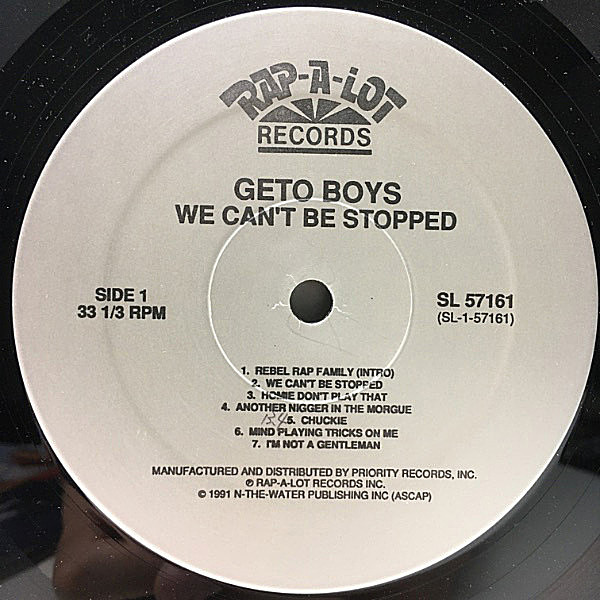 RAP-A-LOT
RECORDS
GETO BOYS
WE CAN'T BE STOPPED
SIDE 1
33 1/3 RPM
SL 57161
(SL-1-57161)
1. REBEL RAP FAMILY (INTRO)
2. WE CAN'T BE STOPPED
3. HOMIE DON'T PLAY THAT
4. ANOTHER NIGGER IN THE MORGUE
5. CHUCKIE
6. MIND PLAYING TRICKS ON ME
7. I'M NOT A GENTLEMAN
MANUFACTURED AND DISTRIBUTED BY PRIORITY RECORDS, INC.
℗ RAP-A-LOT RECORDS INC.
© 1991 N-THE-WATER PUBLISHING INC (ASCAP)